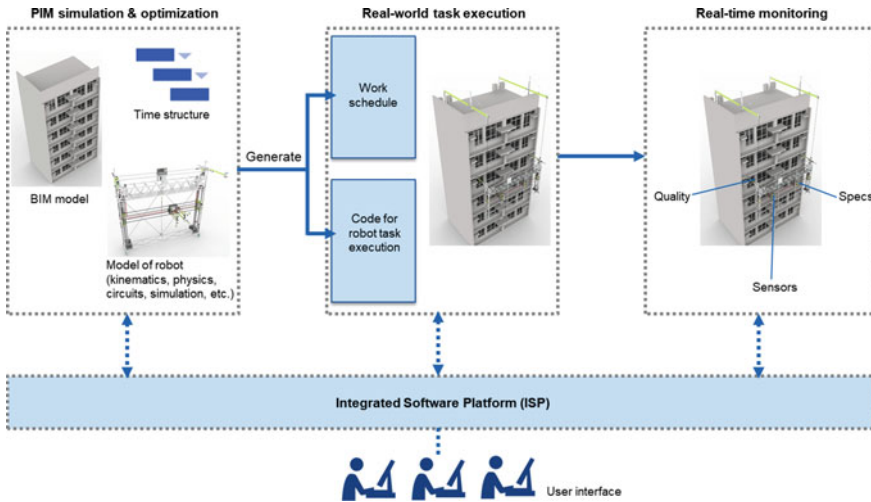 PIM simulation & optimization
Real-world task execution
Real-time monitoring
Time structure
BIM model
Model of robot
(kinematics, physics,
circuits, simulation, etc.)
Generate
Work
schedule
Code for
robot task
execution
Quality
Specs
Sensors
Integrated Software Platform (ISP)
User interface